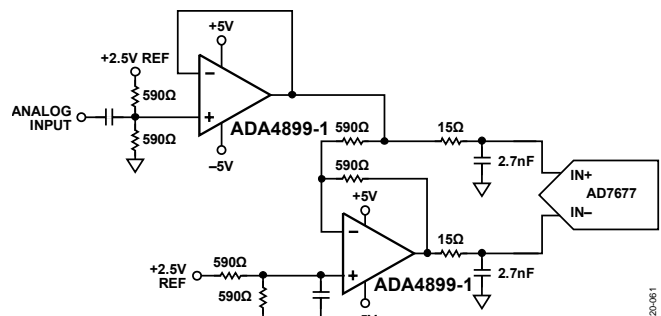 +5V
+2.5V REF
590Ω
ANALOG
INPUT
590Ω
ADA4899-1
–5V
590Ω
15Ω
590Ω
2.7nF
IN+
AD7677
IN–
+5V
15Ω
+2.5V
REF
590Ω
590Ω
ADA4899-1
2.7nF
20-061